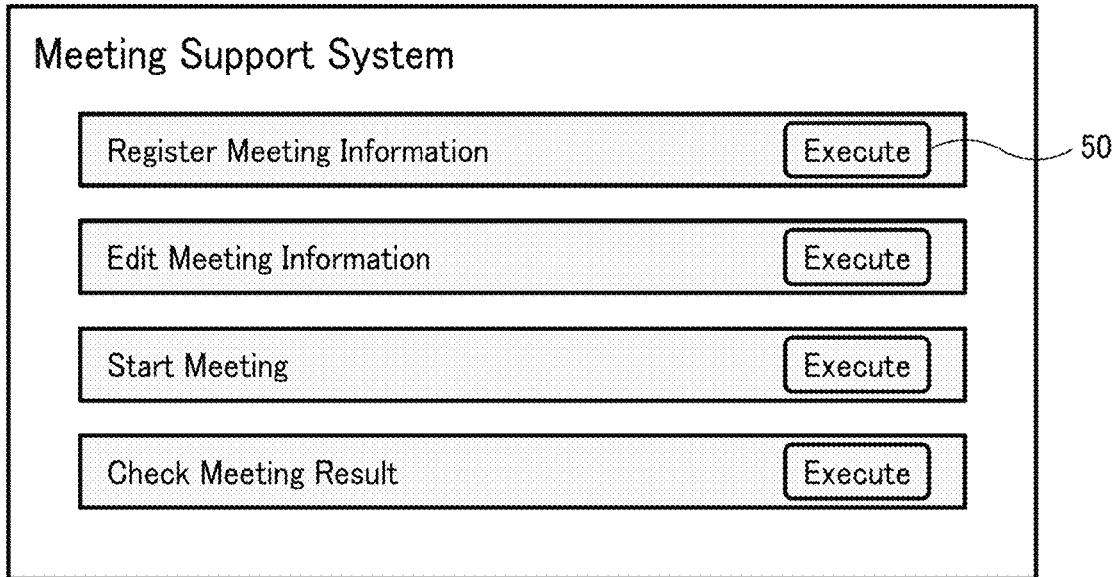 Meeting Support System
Register Meeting Information Execute 50
Edit Meeting Information Execute
Start Meeting Execute
Check Meeting Result Execute